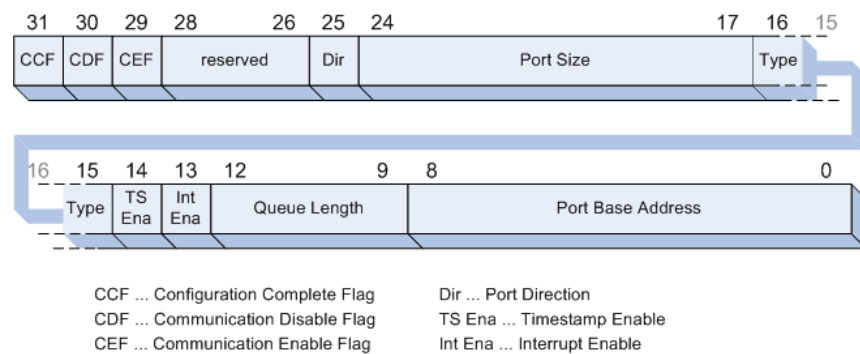 31 30 29 28 26 25 24 17 16 15
CCF CDF CEF reserved Dir Port Size Type
16 15 14 13 12 9 8 0
Type TS Ena Int Ena Queue Length Port Base Address
CCF ... Configuration Complete Flag Dir ... Port Direction
CDF ... Communication Disable Flag TS Ena ... Timestamp Enable
CEF ... Communication Enable Flag Int Ena ... Interrupt Enable